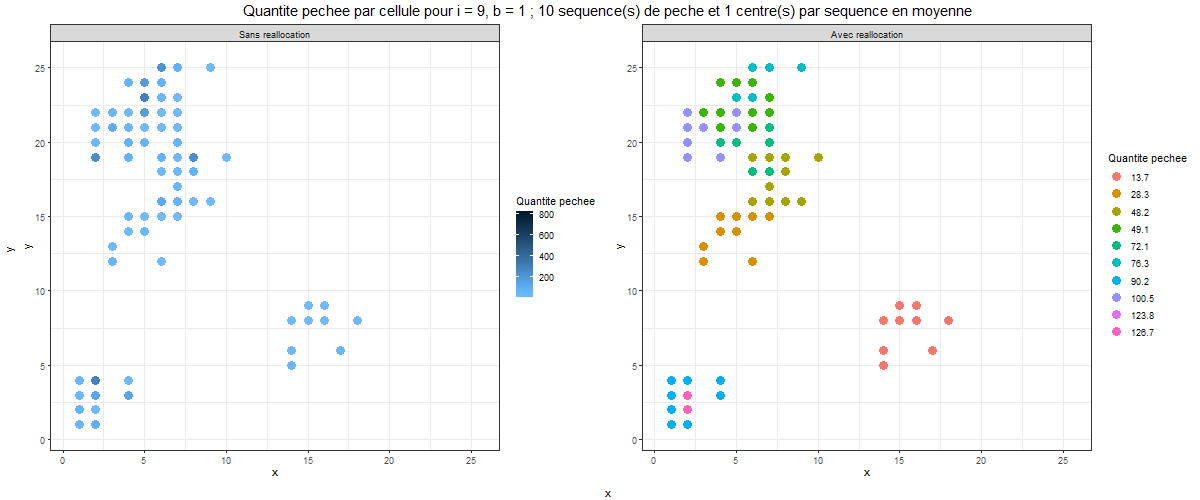 Quantite pechee par cellule pour i = 9, b = 1 ; 10 sequence(s) de peche et 1 centre(s) par sequence en moyenne
Sans reallocation
25
20
15
10
5
0
y
y
0 5 10 15 20 25
x
Quantite pechee
800
600
400
200
Avec reallocation
25
20
15
10
5
0
y
0 5 10 15 20 25
x
Quantite pechee
13.7
28.3
48.2
49.1
72.1
76.3
90.2
100.5
123.8
126.7
x